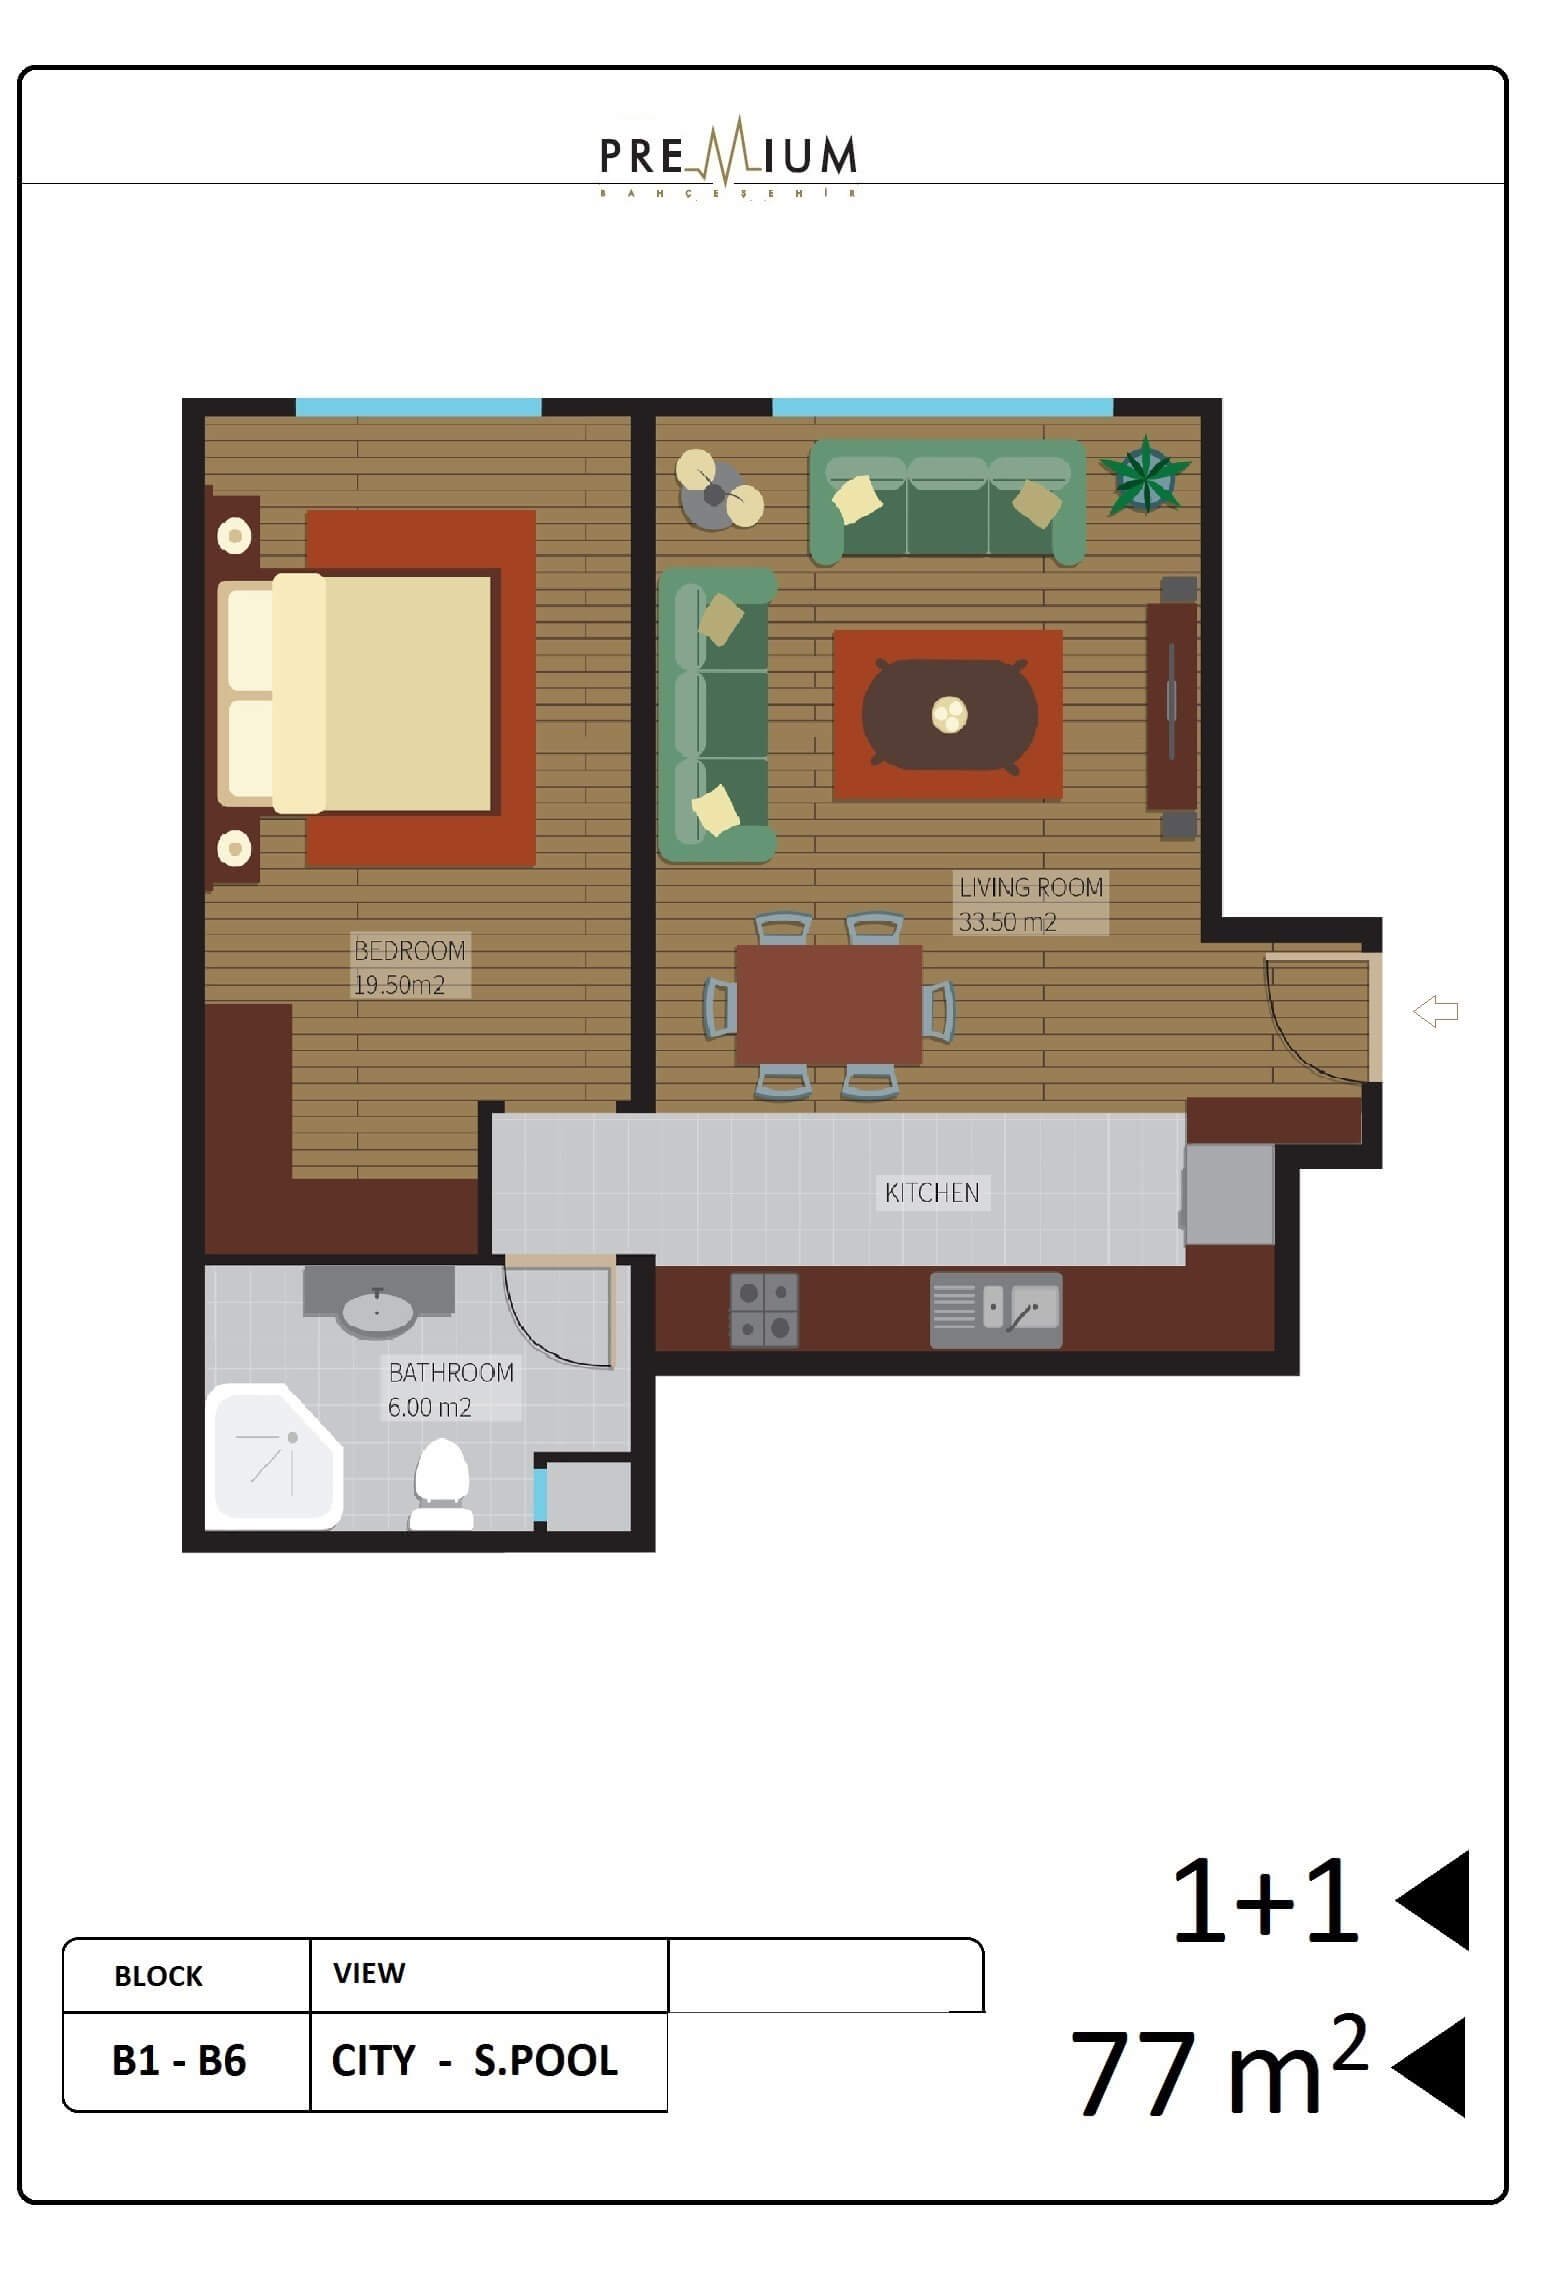 PREMIUM
BAHÇEŞEHİR
LIVING ROOM
33.50 m2
BEDROOM
19.50m2
KITCHEN
BATHROOM
6.00 m2
1+1
77 m²
BLOCK VIEW
B1 - B6 CITY - S.POOL